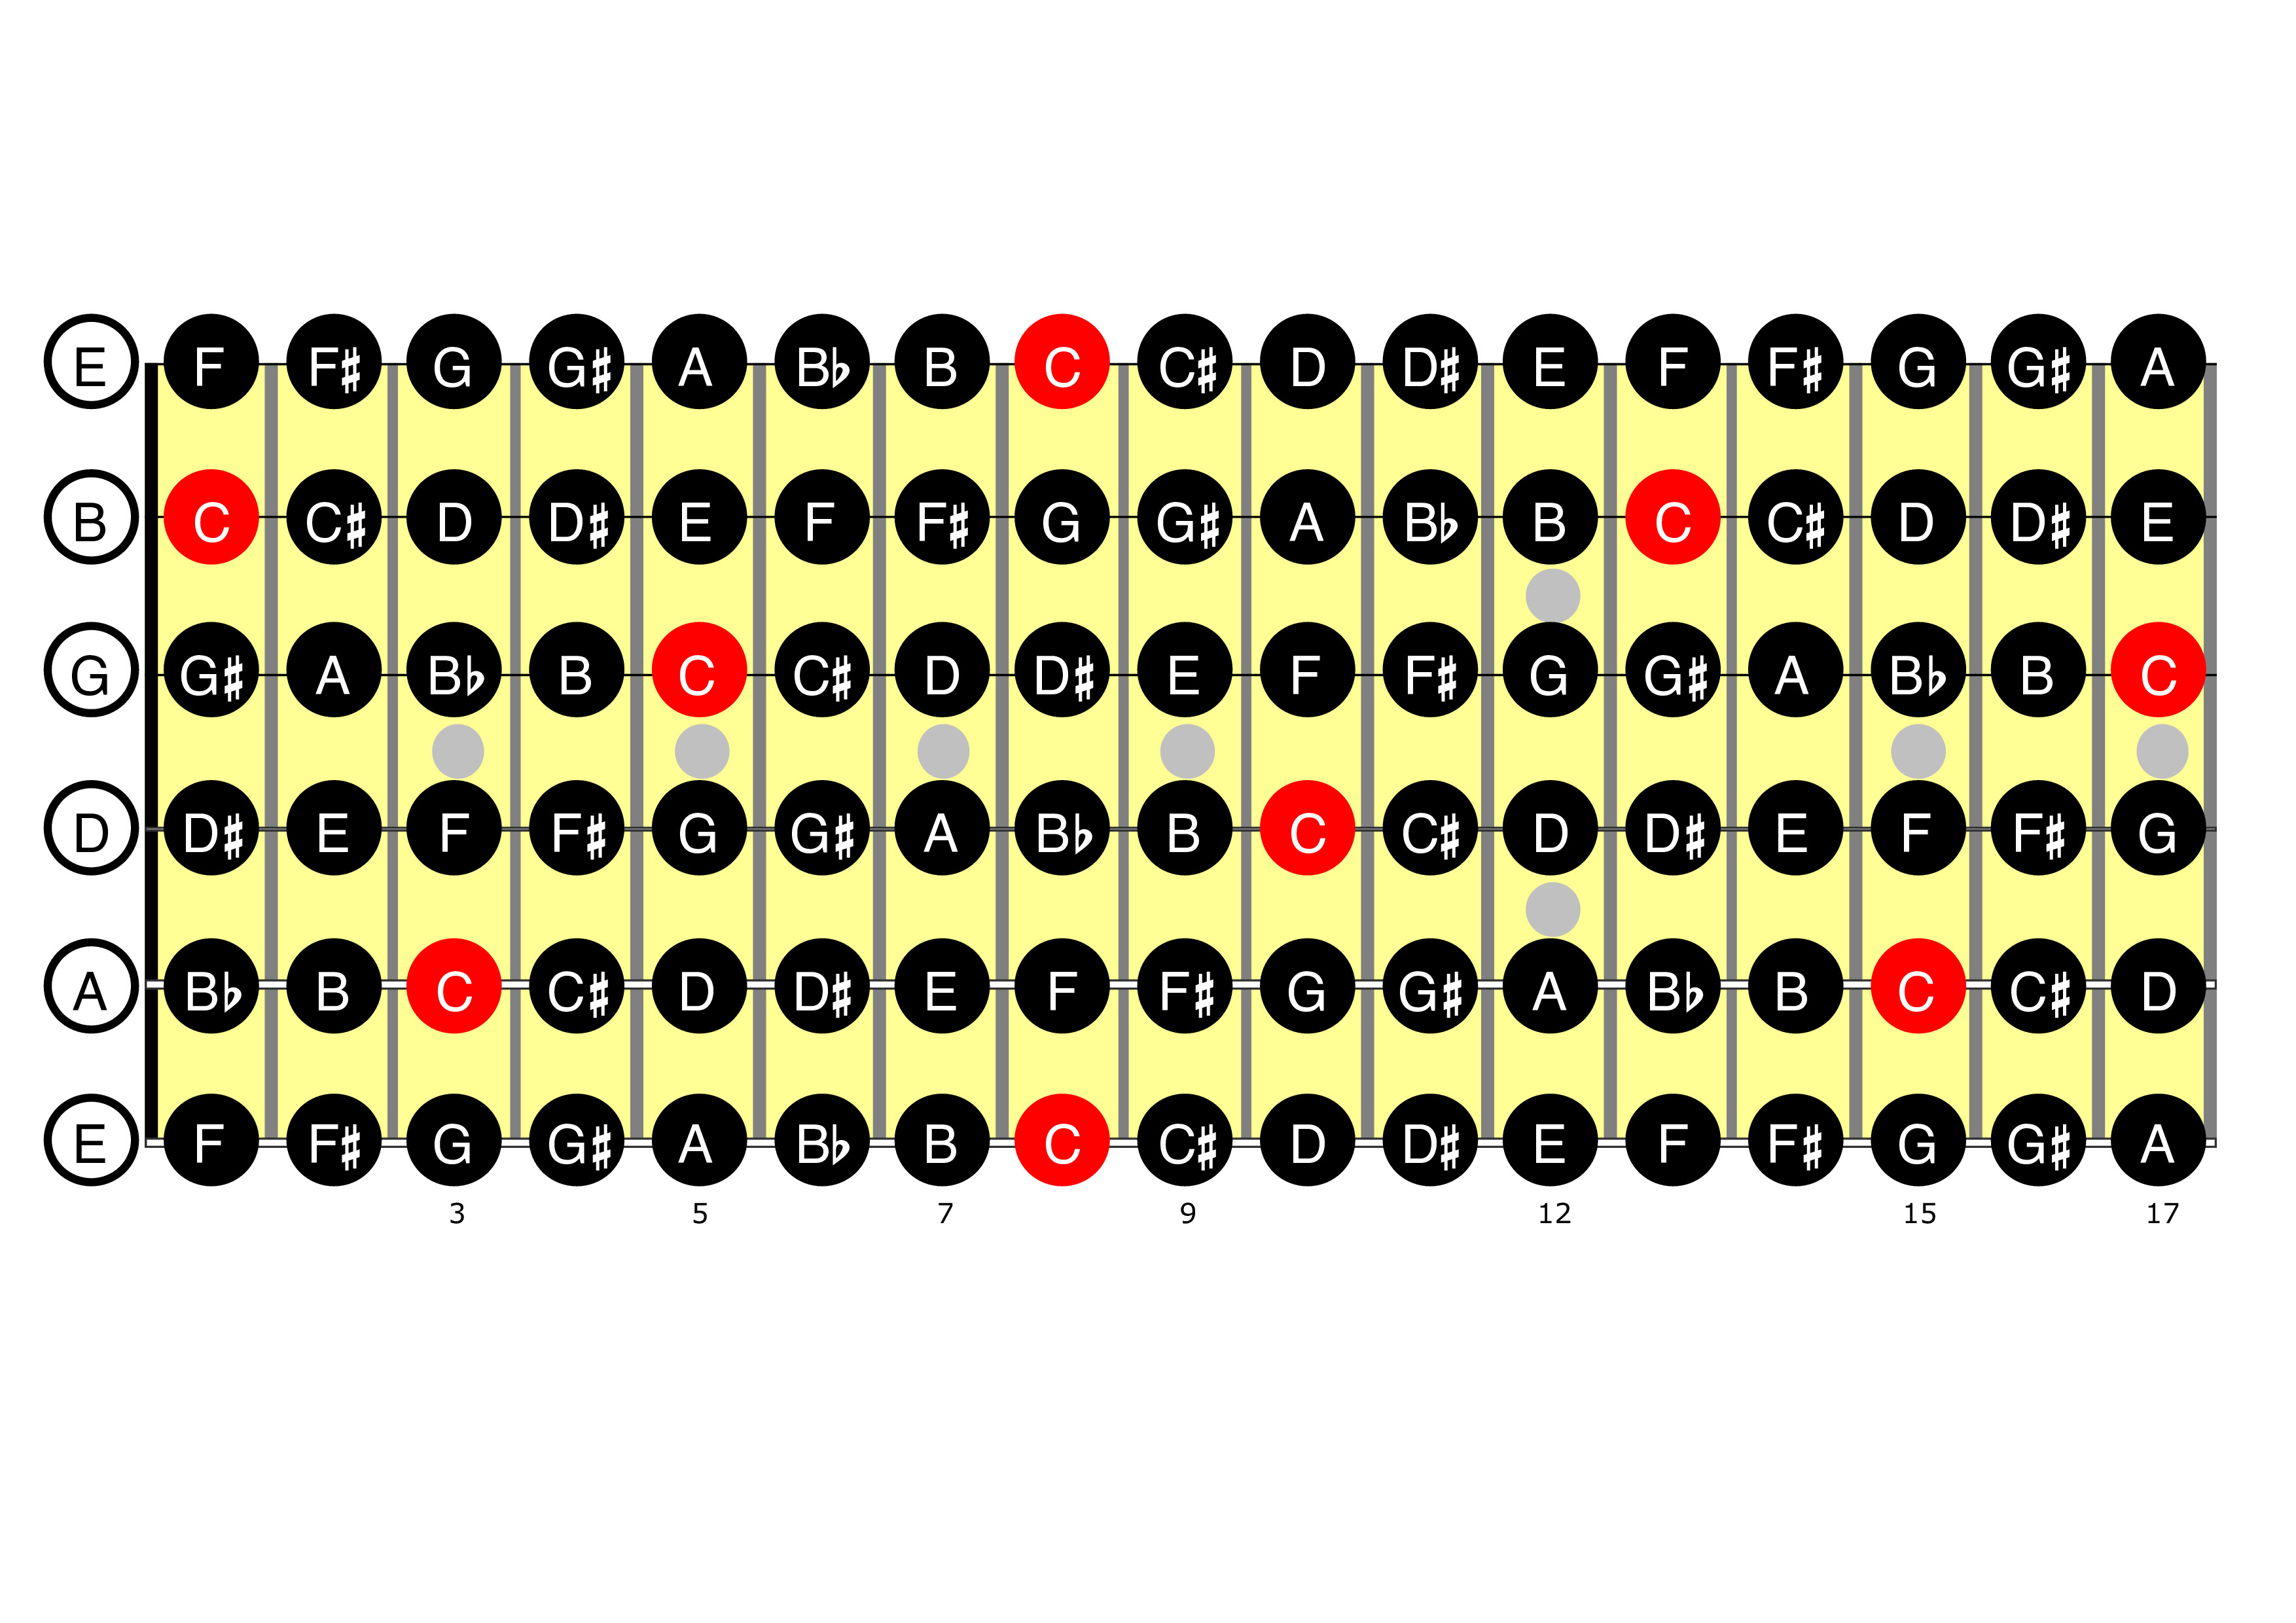 E F F♯ G G♯ A B♭ B C C♯ D D♯ E F F♯ G G♯ A
B C C♯ D D♯ E F F♯ G G♯ A B♭ B C C♯ D D♯ E
G G♯ A B♭ B C C♯ D D♯ E F F♯ G G♯ A B♭ B C
D D♯ E F F♯ G G♯ A B♭ B C C♯ D D♯ E F F♯ G
A B♭ B C C♯ D D♯ E F F♯ G G♯ A B♭ B C C♯ D
E F F♯ G G♯ A B♭ B C C♯ D D♯ E F F♯ G G♯ A
3 5 7 9 12 15 17